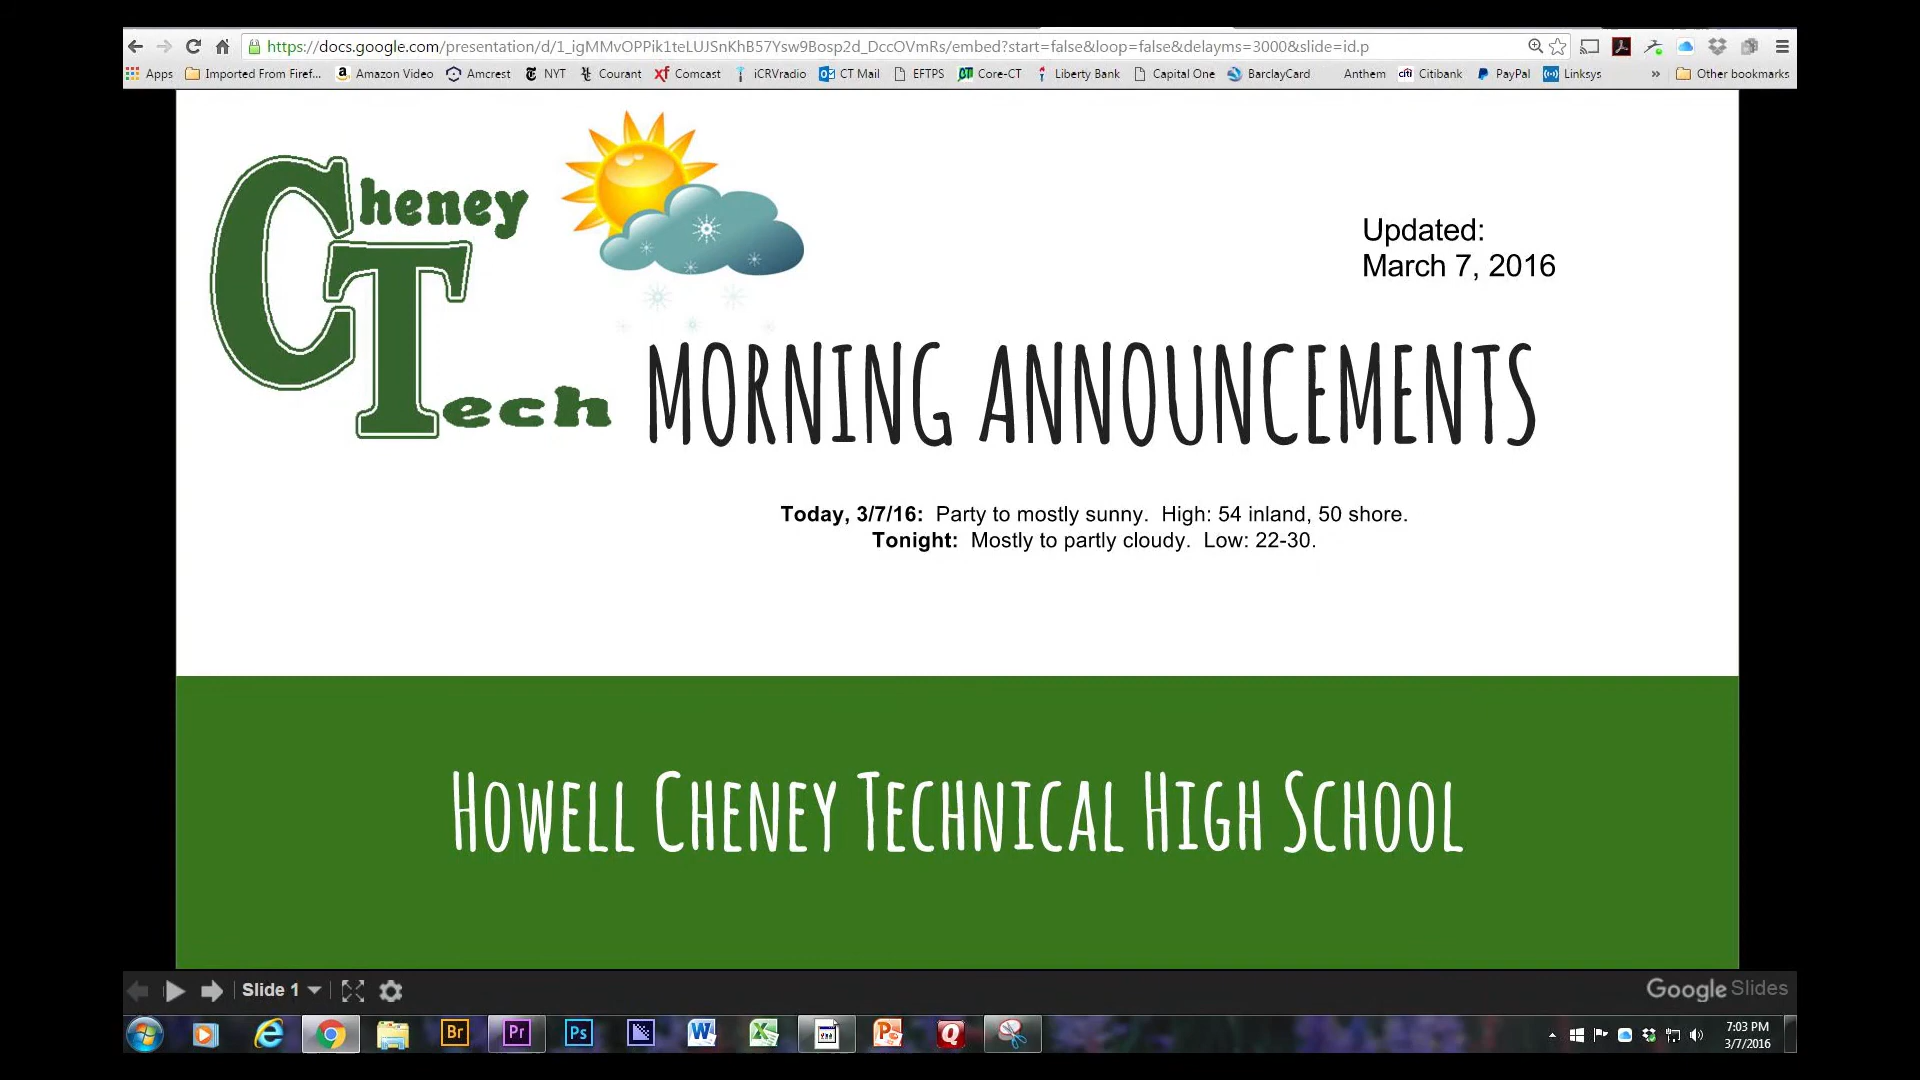 https://docs.google.com/presentation/d/1_igMMvOPPik1teLUJSnKhB57Ysw9Bosp2d_DccOVmRs/embed?start=false&loop=false&delayms=3000&slide=id.p
Apps Imported From Firef... Amazon Video Amcrest NYT Courant Comcast iCRVradio CT Mail EFTPS Core-CT Liberty Bank Capital One BarclayCard Anthem Citibank PayPal Linksys » Other bookmarks
Cheney
Tech
Updated:
March 7, 2016
MORNING ANNOUNCEMENTS
Today, 3/7/16: Party to mostly sunny. High: 54 inland, 50 shore.
Tonight: Mostly to partly cloudy. Low: 22-30.
HOWELL CHENEY TECHNICAL HIGH SCHOOL
Slide 1
Google Slides
Br Pr Ps
7:03 PM
3/7/2016